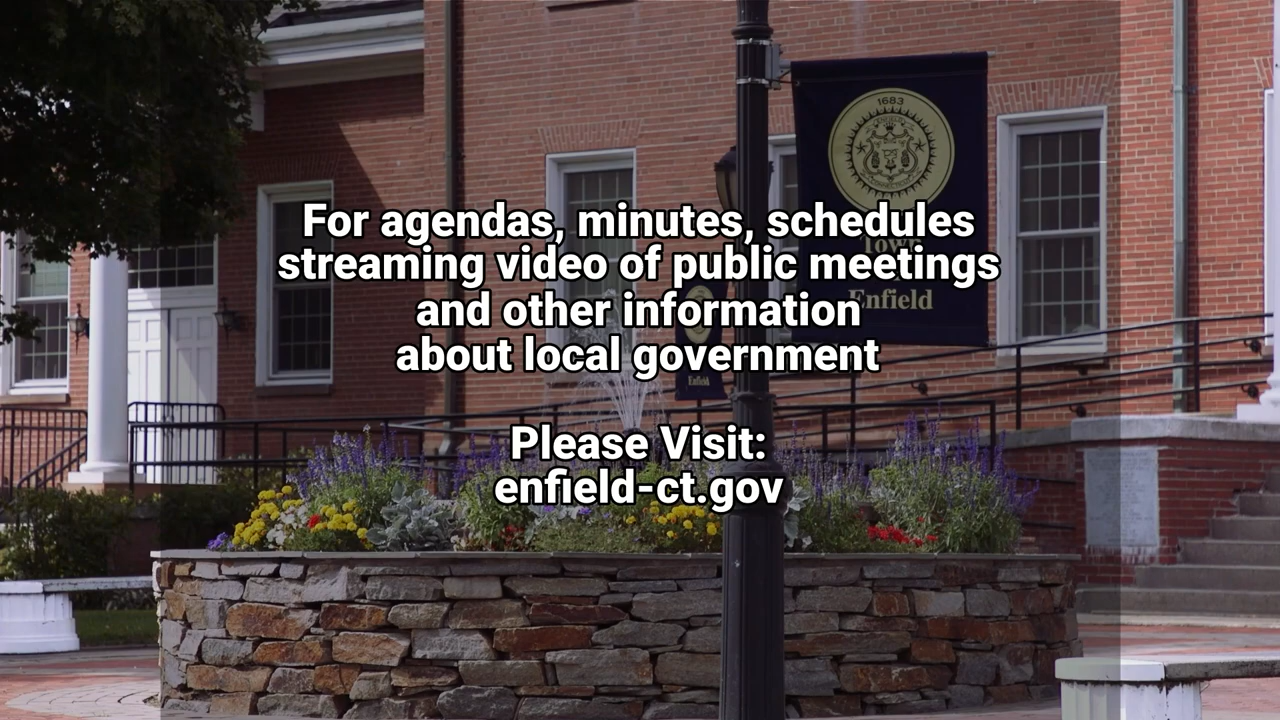 1683
For agendas, minutes, schedules
streaming video of public meetings
and other information
about local government
Town
Enfield
Enfield
Please Visit:
enfield-ct.gov